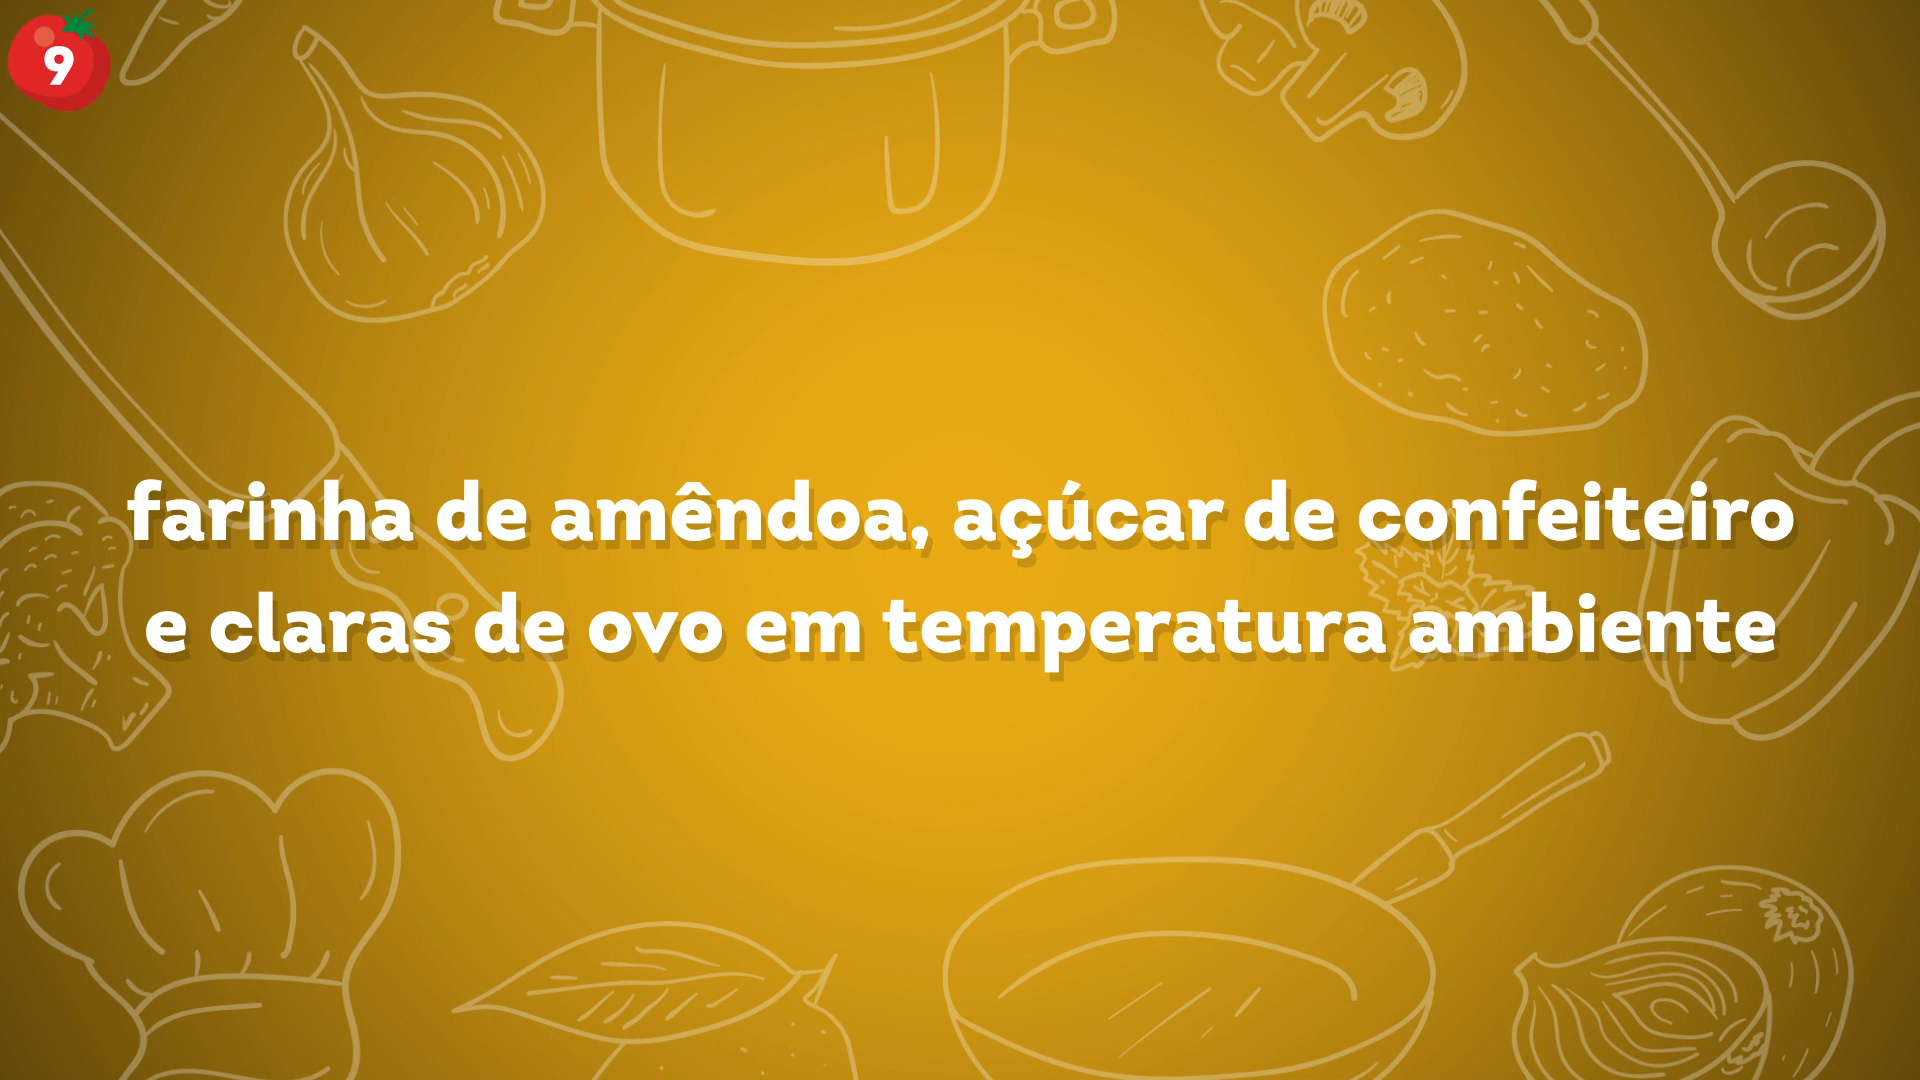 9
farinha de amêndoa, açúcar de confeiteiro
e claras de ovo em temperatura ambiente